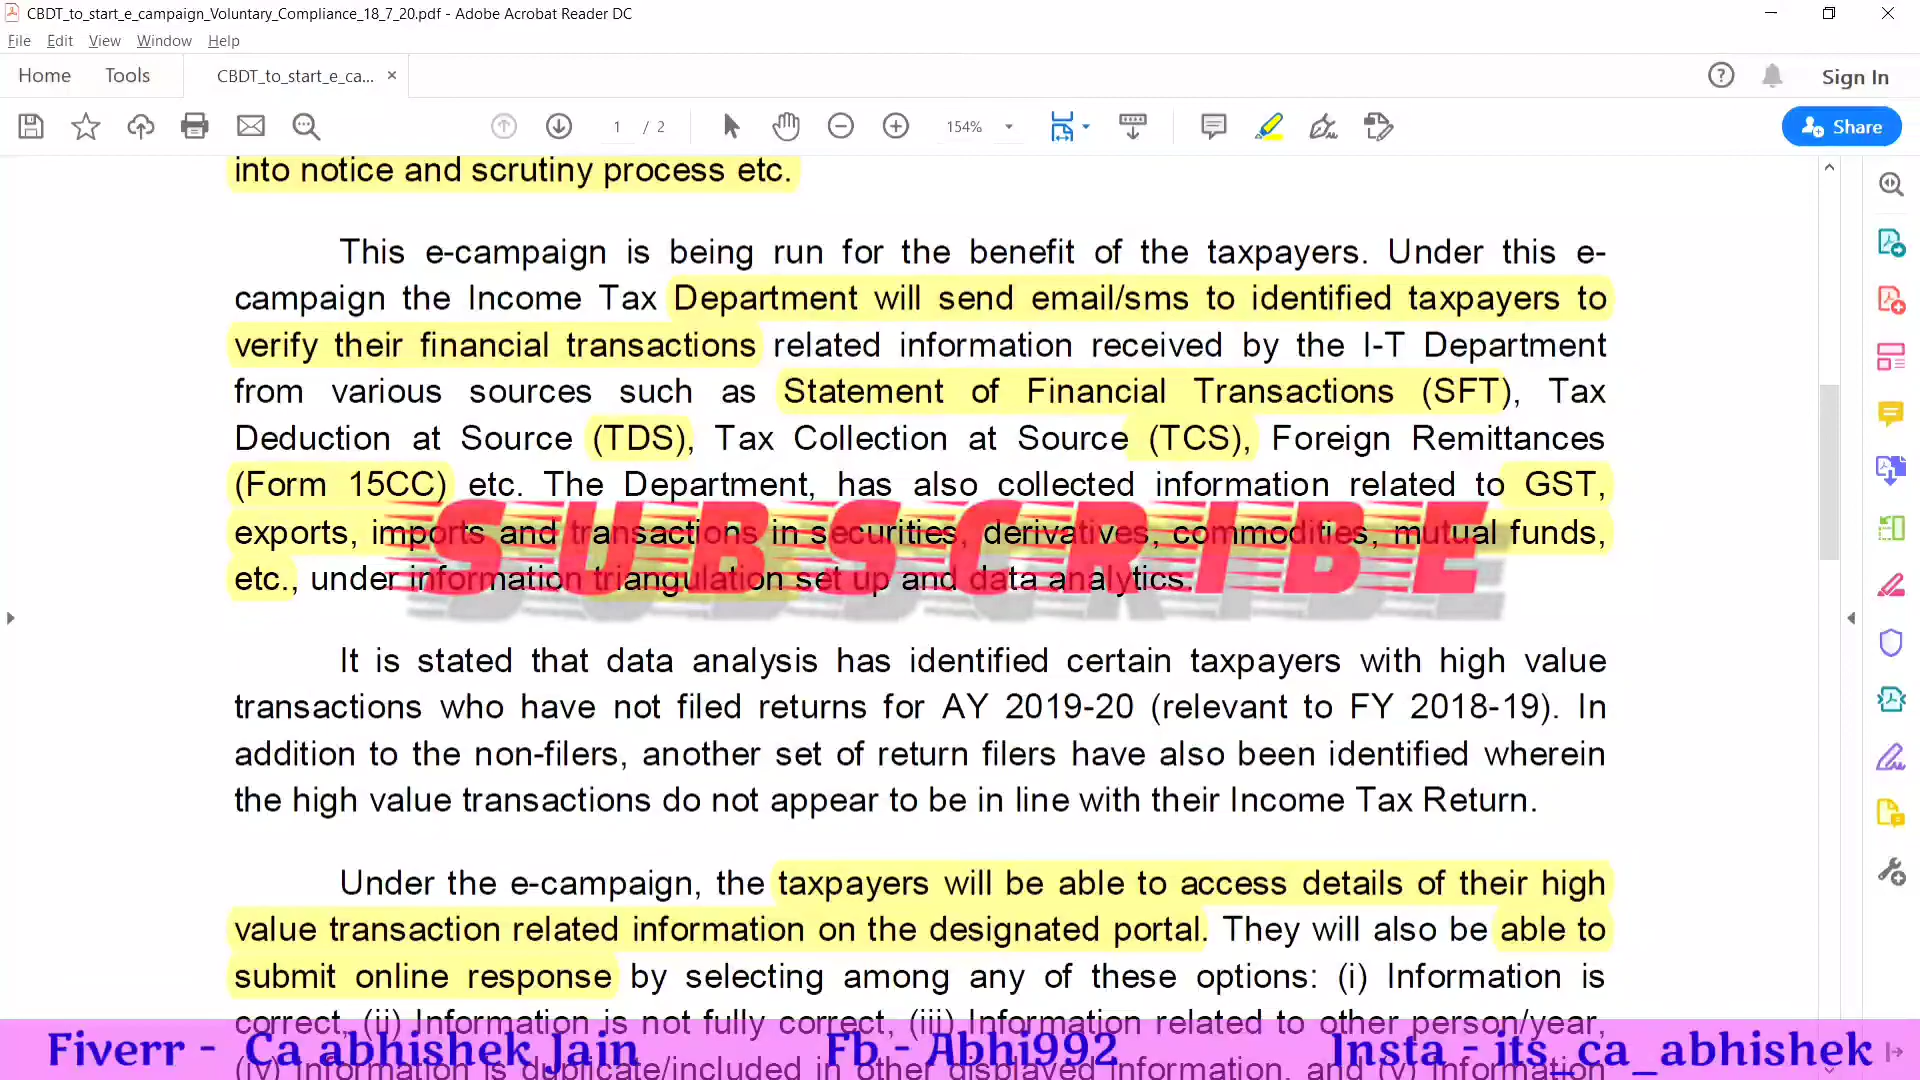 CBDT_to_start_e_campaign_Voluntary_Compliance_18_7_20.pdf - Adobe Acrobat Reader DC
File Edit View Window Help
Home Tools CBDT_to_start_e_ca... × Sign In
1 / 2 154% Share
into notice and scrutiny process etc.
This e-campaign is being run for the benefit of the taxpayers. Under this e-
campaign the Income Tax Department will send email/sms to identified taxpayers to
verify their financial transactions related information received by the I-T Department
from various sources such as Statement of Financial Transactions (SFT), Tax
Deduction at Source (TDS), Tax Collection at Source (TCS), Foreign Remittances
(Form 15CC) etc. The Department, has also collected information related to GST,
exports, imports and transactions in securities, derivatives, commodities, mutual funds,
etc., under information triangulation set up and data analytics.
SUBSCRIBE
It is stated that data analysis has identified certain taxpayers with high value
transactions who have not filed returns for AY 2019-20 (relevant to FY 2018-19). In
addition to the non-filers, another set of return filers have also been identified wherein
the high value transactions do not appear to be in line with their Income Tax Return.
Under the e-campaign, the taxpayers will be able to access details of their high
value transaction related information on the designated portal. They will also be able to
submit online response by selecting among any of these options: (i) Information is
correct, (ii) Information is not fully correct, (iii) Information related to other person/year,
(iv) Information is duplicate/included in other displayed information, and (v) Information
Fiverr - Ca abhishek Jain Fb - Abhi992 Insta - its_ca_abhishek